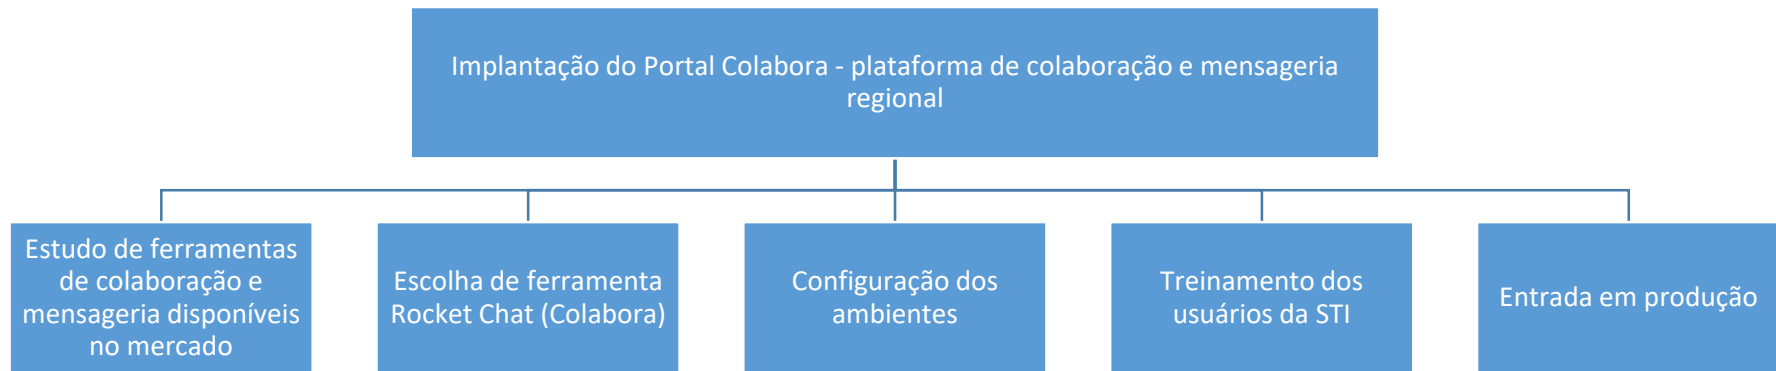 Implantação do Portal Colabora - plataforma de colaboração e mensageria
regional
Estudo de ferramentas
de colaboração e
mensageria disponíveis
no mercado
Escolha de ferramenta
Rocket Chat (Colabora)
Configuração dos
ambientes
Treinamento dos
usuários da STI
Entrada em produção